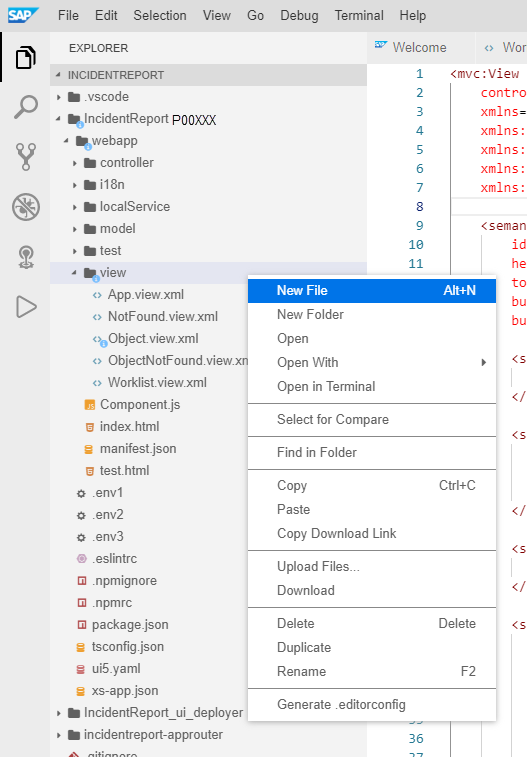 SAP File Edit Selection View Go Debug Terminal Help
EXPLORER
INCIDENTREPORT
.vscode
IncidentReport P00XXX
webapp
controller
i18n
localService
model
test
view
App.view.xml
NotFound.view.xml
Object.view.xml
ObjectNotFound.view.xm
Worklist.view.xml
Component.js
index.html
manifest.json
test.html
.env1
.env2
.env3
.eslintrc
.npmignore
.npmrc
package.json
tsconfig.json
ui5.yaml
xs-app.json
IncidentReport_ui_deployer
incidentreport-approuter
.gitignore
Welcome Wor
1 <mvc:View
2 contro
3 xmlns=
4 xmlns:
5 xmlns:
6 xmlns:
7 xmlns:
8
9 <seman
10 id
11 he
to
bu
bu
<s
</
<s
</
<s
</
<s
36
37
New File Alt+N
New Folder
Open
Open With
Open in Terminal
Select for Compare
Find in Folder
Copy Ctrl+C
Paste
Copy Download Link
Upload Files...
Download
Delete Delete
Duplicate
Rename F2
Generate .editorconfig